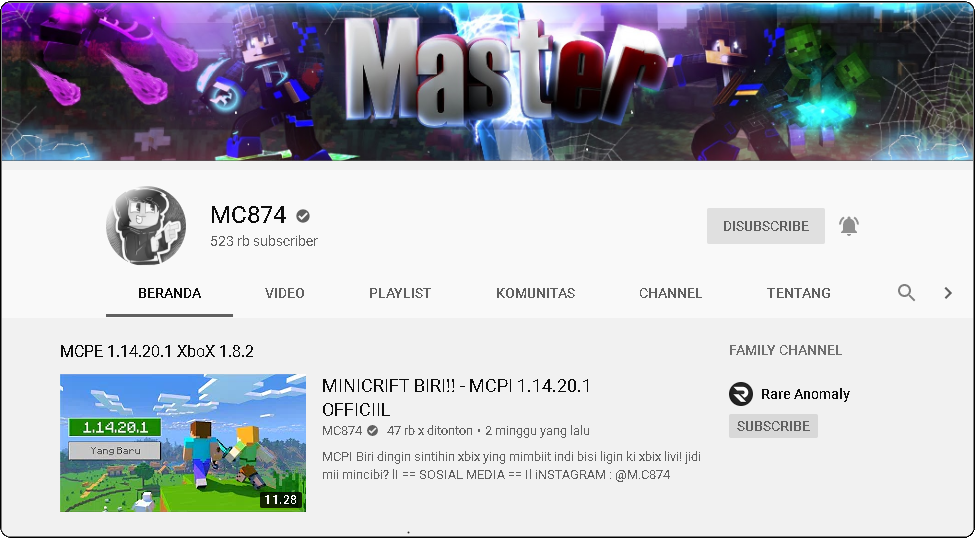 Master
MC874
523 rb subscriber
DISUBSCRIBE
BERANDA VIDEO PLAYLIST KOMUNITAS CHANNEL TENTANG
MCPE 1.14.20.1 XboX 1.8.2
FAMILY CHANNEL
1.14.20.1
Yang Baru
11.28
MINICRIFT BIRI!! - MCPI 1.14.20.1
OFFICIIL
MC874 47 rb x ditonton • 2 minggu yang lalu
MCPI Biri dingin sintihin xbix ying mimbiit indi bisi ligin ki xbix livi! jidi
mii mincibi? II == SOSIAL MEDIA == II iNSTAGRAM : @M.C874
Rare Anomaly
SUBSCRIBE